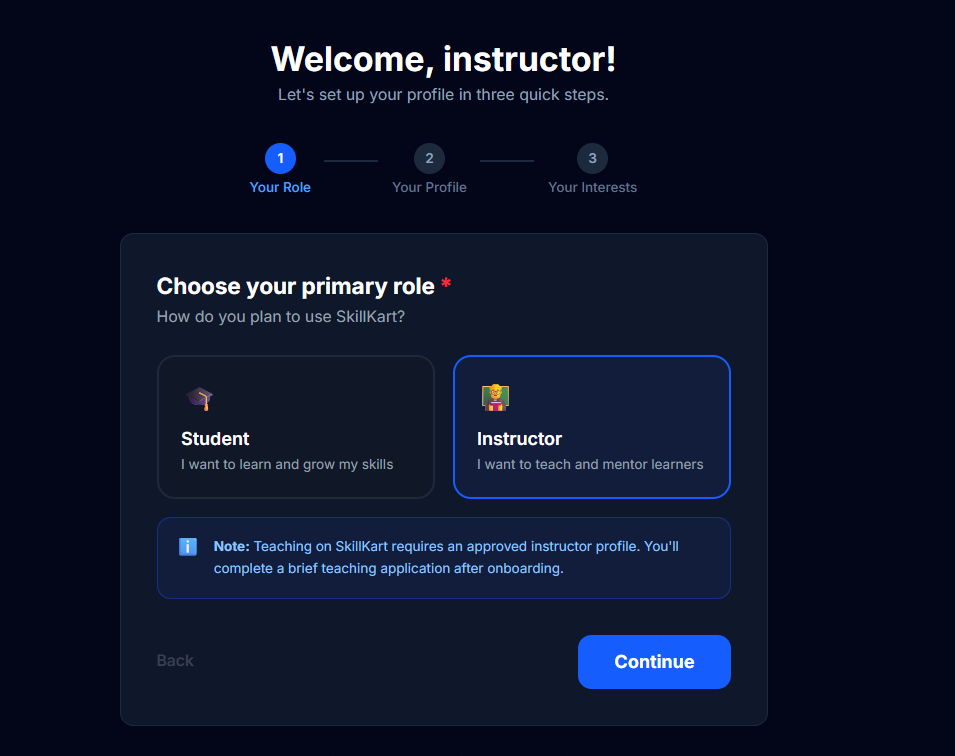 Welcome, instructor!
Let's set up your profile in three quick steps.
1
2
3
Your Role
Your Profile
Your Interests
Choose your primary role *
How do you plan to use SkillKart?
Student
I want to learn and grow my skills
Instructor
I want to teach and mentor learners
i
Note: Teaching on SkillKart requires an approved instructor profile. You'll
complete a brief teaching application after onboarding.
Back
Continue